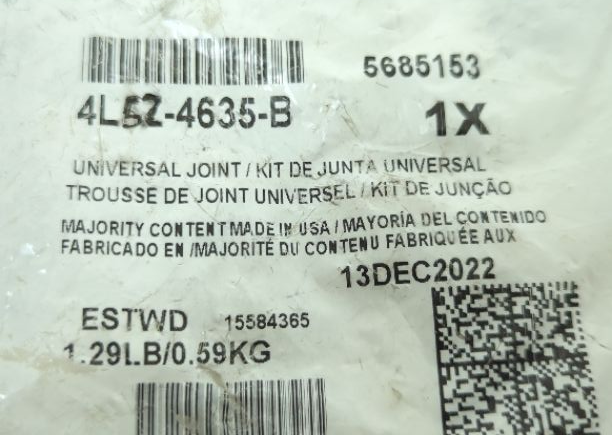 5685153
4L5Z-4635-B
1X
UNIVERSAL JOINT / KIT DE JUNTA UNIVERSAL
TROUSSE DE JOINT UNIVERSEL / KIT DE JUNÇÃO
MAJORITY CONTENT MADE IN USA / MAYORÍA DEL CONTENIDO
FABRICADO EN /MAJORITÉ DU CONTENU FABRIQUÉE AUX
13DEC2022
ESTWD 15584365
1.29LB/0.59KG